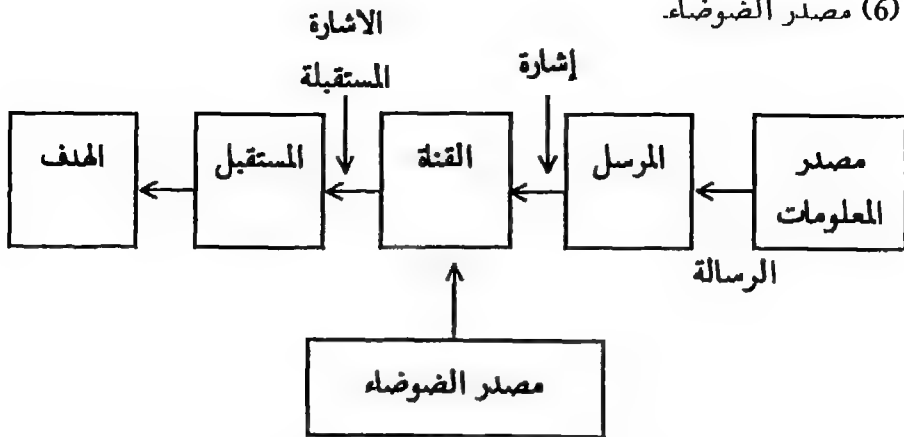 (6) مصدر الضوضاء.
الاشارة
المستقبلة
إشارة
مصدر
المعلومات
المرسل
القناة
المستقبل
الهدف
الرسالة
مصدر الضوضاء